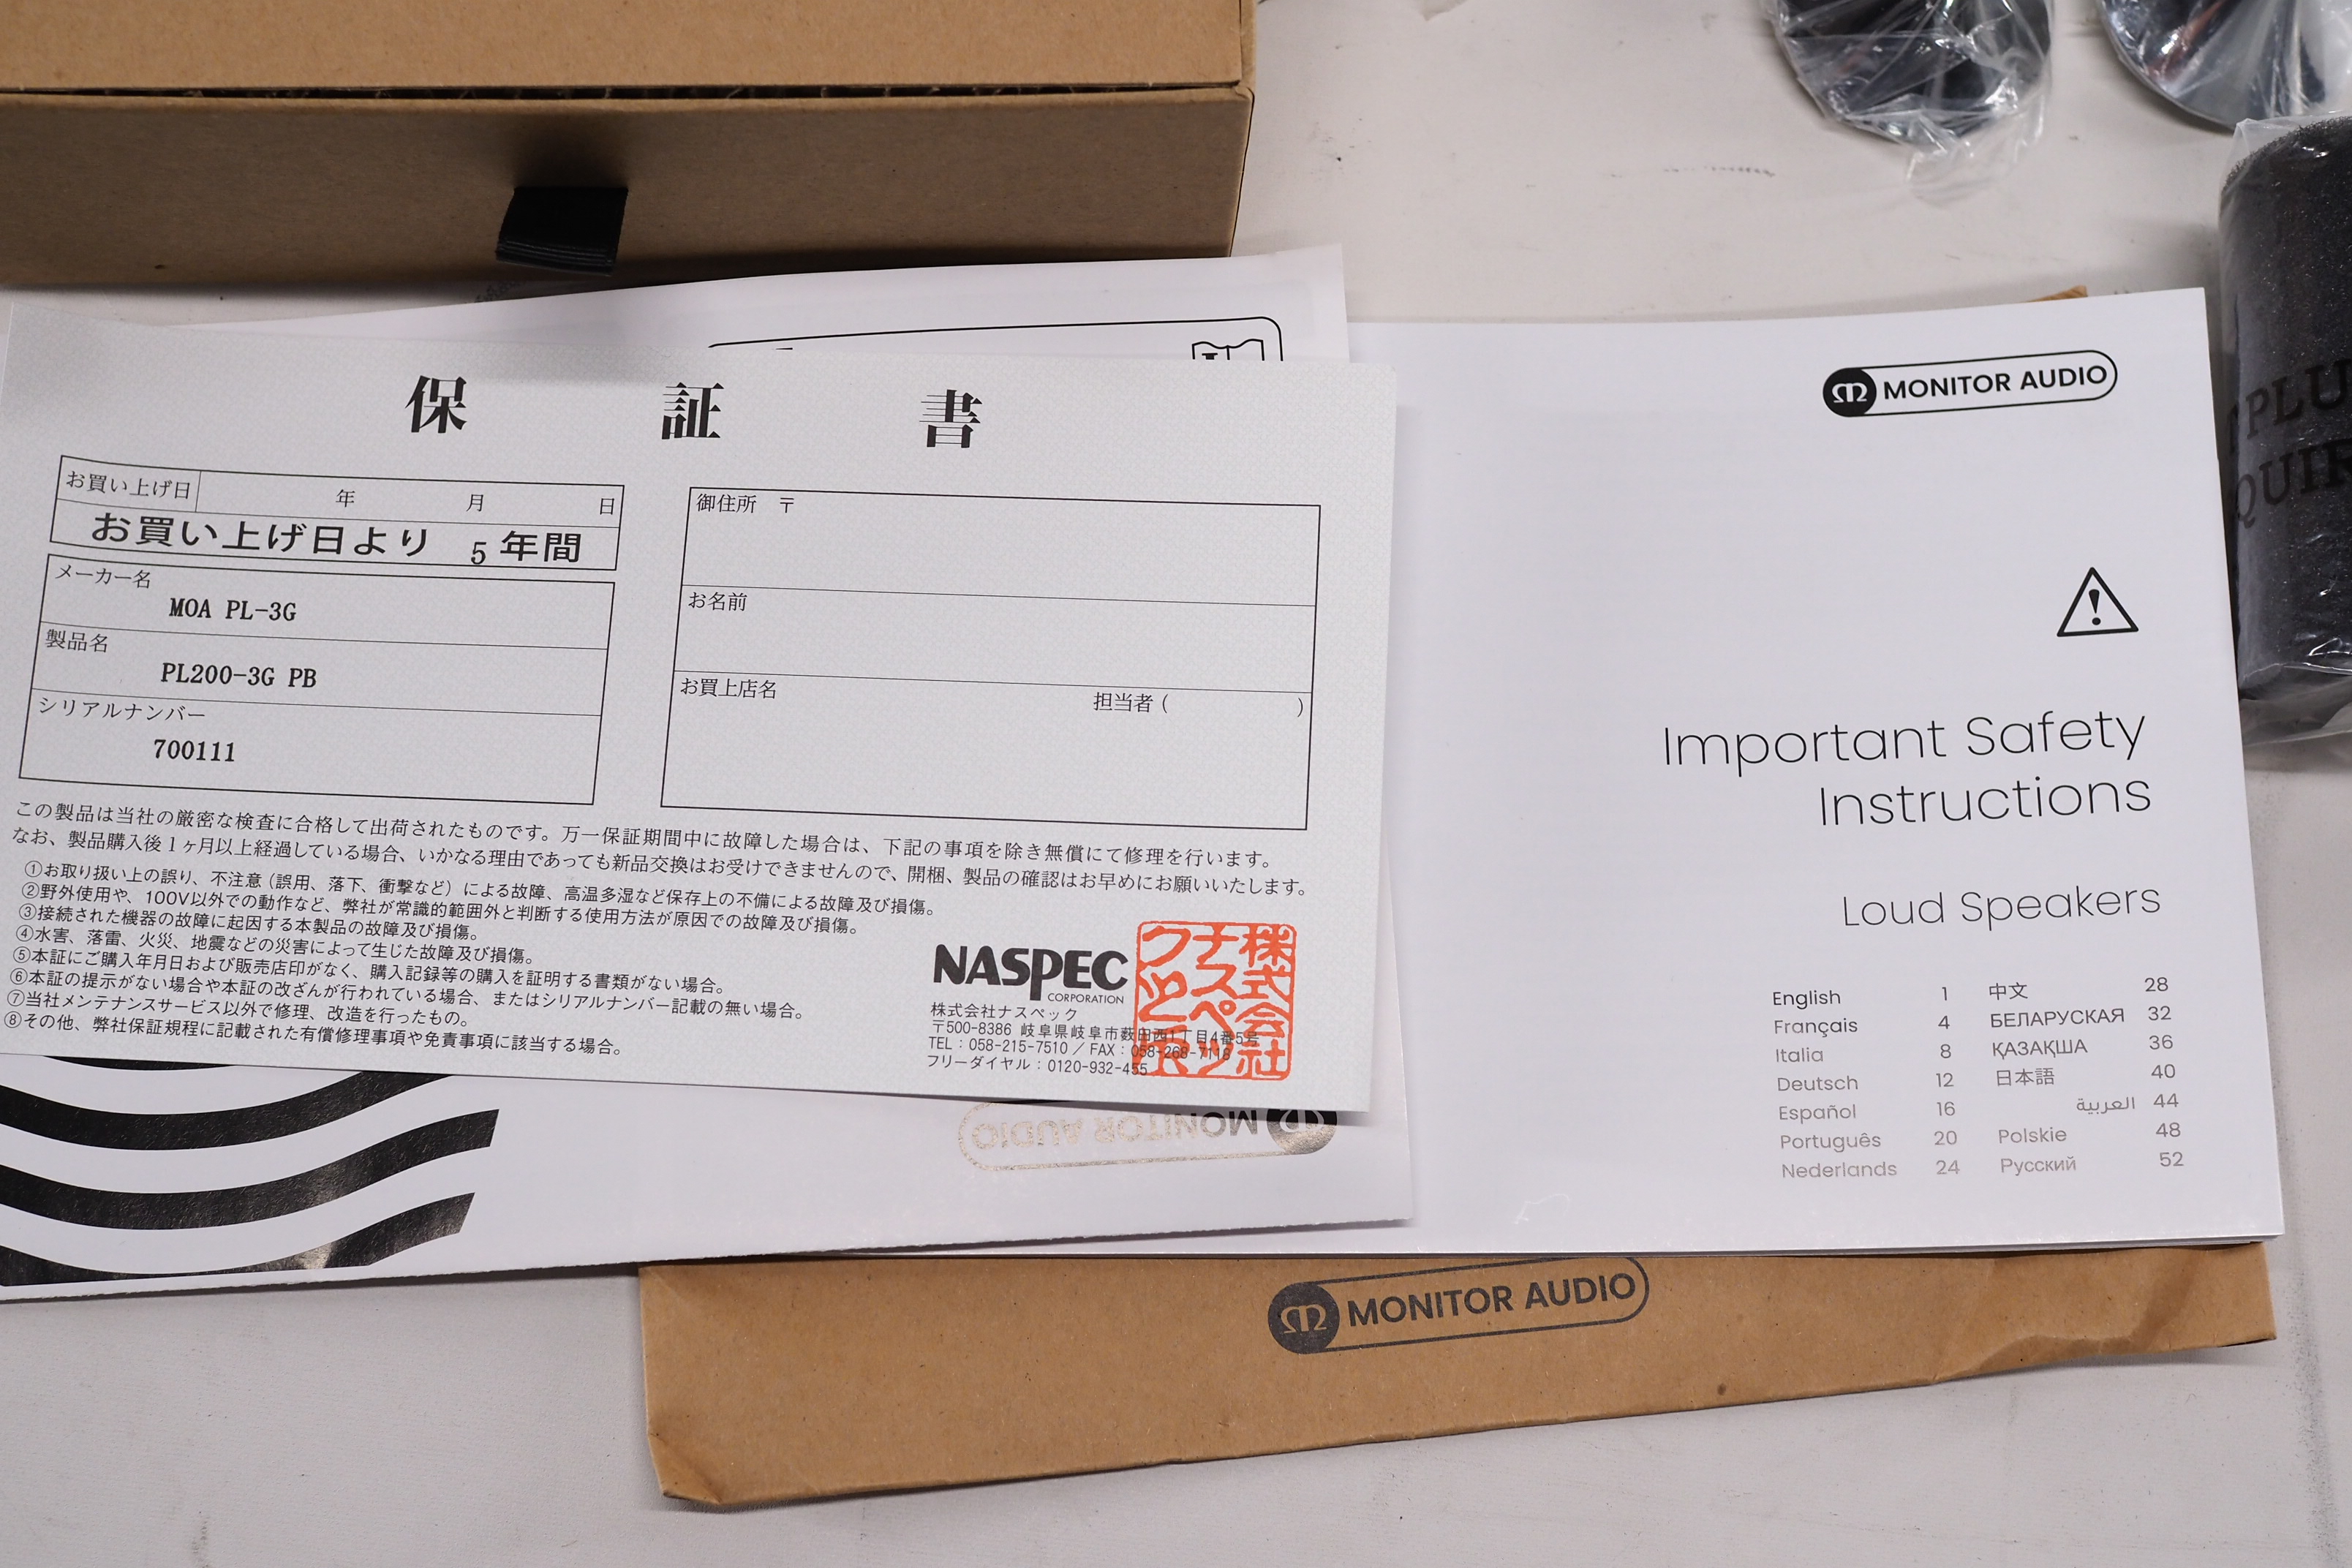 保証書
お買い上げ日 年 月 日
お買い上げ日より 5年間
メーカー名
MOA PL-3G
製品名
PL200-3G PB
シリアルナンバー
700111
御住所 〒
お名前
お買上店名 担当者 ( )
この製品は当社の厳密な検査に合格して出荷されたものです。万一保証期間中に故障した場合は、下記の事項を除き無償にて修理を行います。
なお、製品購入後1ヶ月以上経過している場合、いかなる理由であっても新品交換はお受けできませんので、開梱、製品の確認はお早めにお願いいたします。
①お取り扱い上の誤り、不注意(誤用、落下、衝撃など)による故障、高温多湿など保存上の不備による故障及び損傷。
②野外使用や、100V以外での動作など、弊社が常識的範囲外と判断する使用方法が原因での故障及び損傷。
③接続された機器の故障に起因する本製品の故障及び損傷。
④水害、落雷、火災、地震などの災害によって生じた故障及び損傷。
⑤本証にご購入年月日および販売店印がなく、購入記録等の購入を証明する書類がない場合。
⑥本証の提示がない場合や本証の改ざんが行われている場合、またはシリアルナンバー記載の無い場合。
⑦当社メンテナンスサービス以外で修理、改造を行ったもの。
⑧その他、弊社保証規程に記載された有償修理事項や免責事項に該当する場合。
NASPEC
CORPORATION
株式会社ナスペック
〒500-8386 岐阜県岐阜市薮田西1丁目4番5号
TEL：058-215-7510 / FAX：058-268-7118
フリーダイヤル：0120-932-455
株式会社
ナスペッ
ク
MONITOR AUDIO
MONITOR AUDIO
Important Safety
Instructions
Loud Speakers
English 1
Français 4
Italia 8
Deutsch 12
Español 16
Português 20
Nederlands 24
中文 28
БЕЛАРУСКАЯ 32
ҚАЗАҚША 36
日本語 40
العربية 44
Polskie 48
Русский 52
MONITOR AUDIO